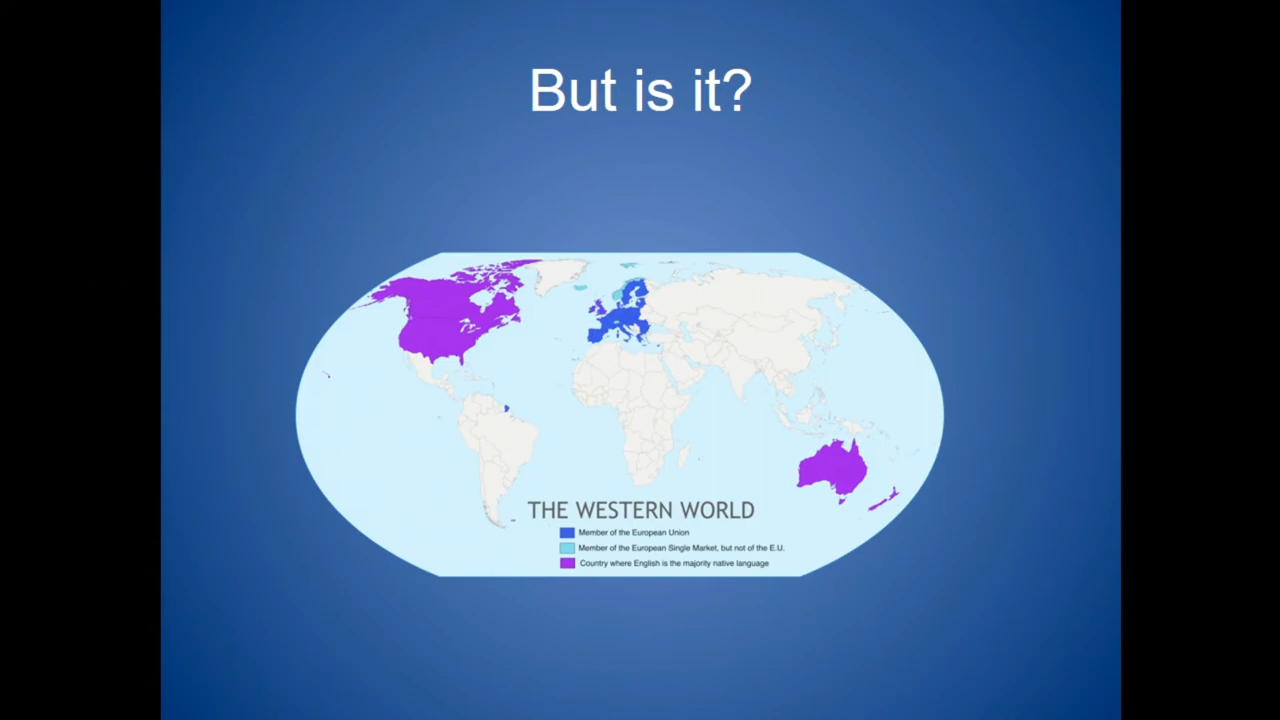 But is it?
THE WESTERN WORLD
Member of the European Union
Member of the European Single Market, but not of the E.U.
Country where English is the majority native language